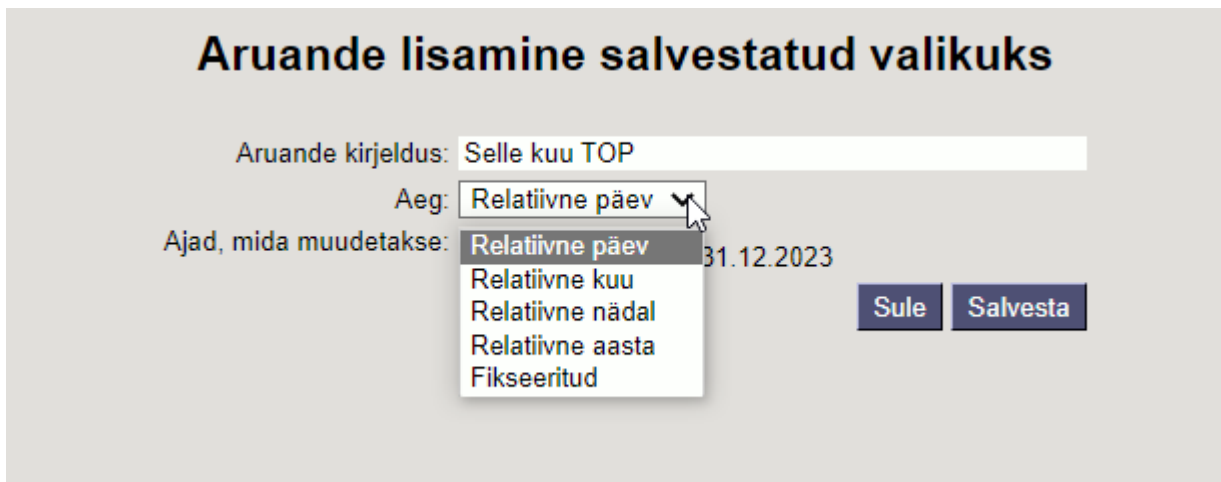 Aruande lisamine salvestatud valikuks
Aruande kirjeldus: Selle kuu TOP
Aeg: Relatiivne päev
Ajad, mida muudetakse:
Relatiivne päev
31.12.2023
Relatiivne kuu
Relatiivne nädal
Relatiivne aasta
Fikseeritud
Sule Salvesta